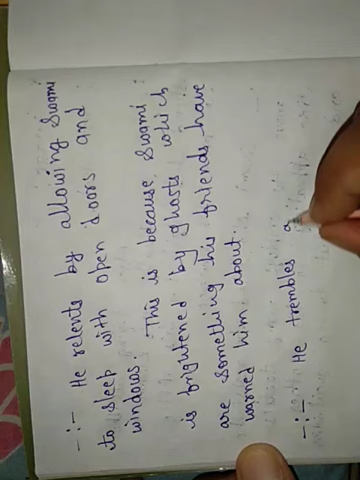 -:- He relents by allowing Swami
to sleep with open doors and
windows. This is because Swami
is frightened by ghosts which
are something his friends have
warned him about.
-:- He trembles a